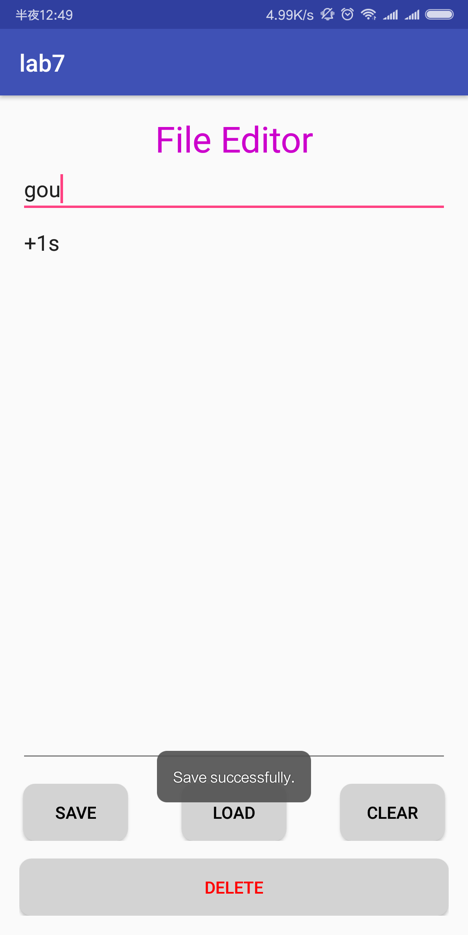 半夜12:49 4.99K/s
lab7
File Editor
gou
+1s
Save successfully.
SAVE LOAD CLEAR
DELETE